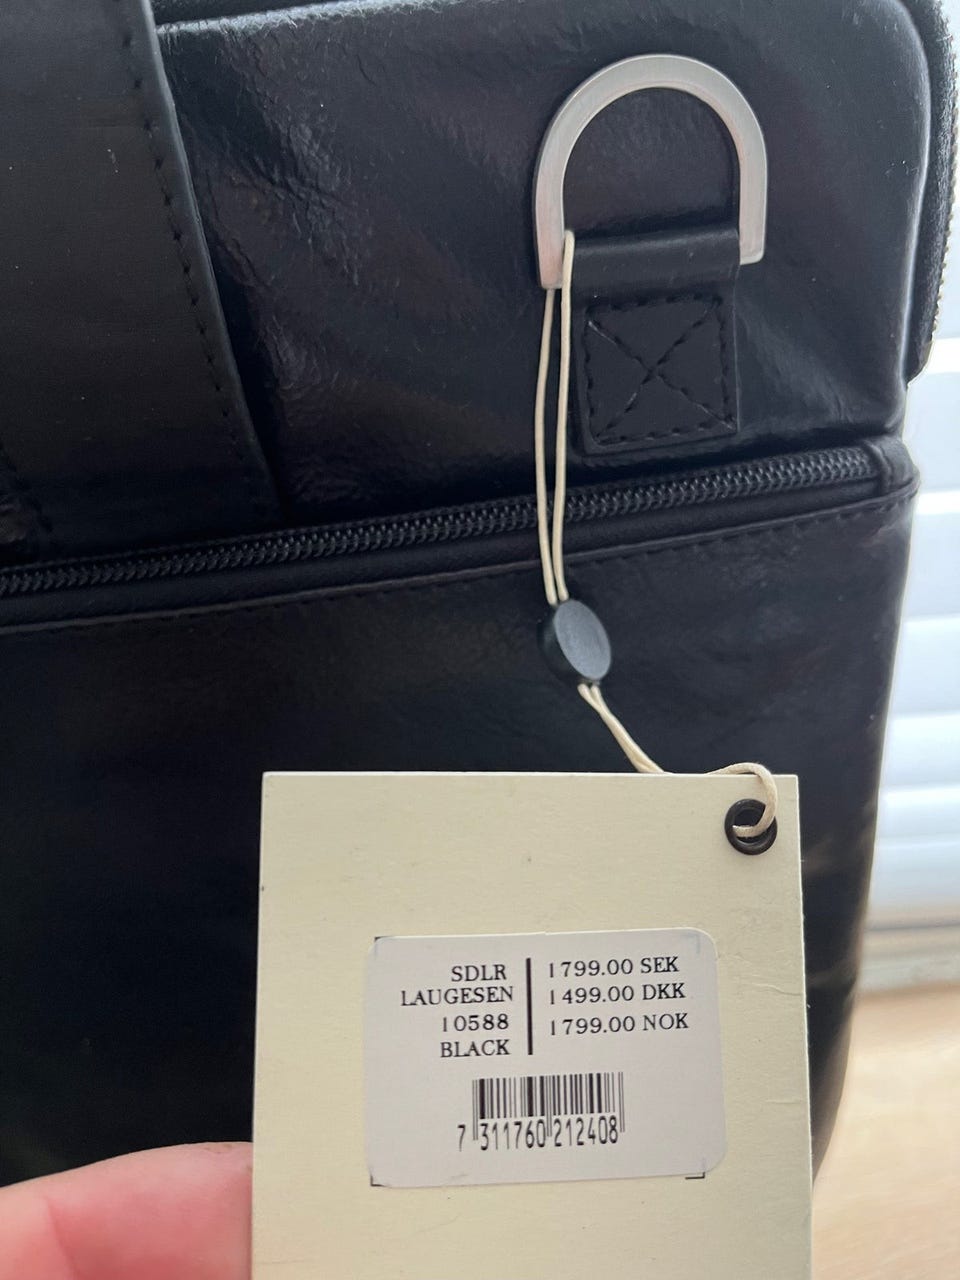 SDLR
LAUGESEN
10588
BLACK
1799.00 SEK
1499.00 DKK
1799.00 NOK
7 311760 212408